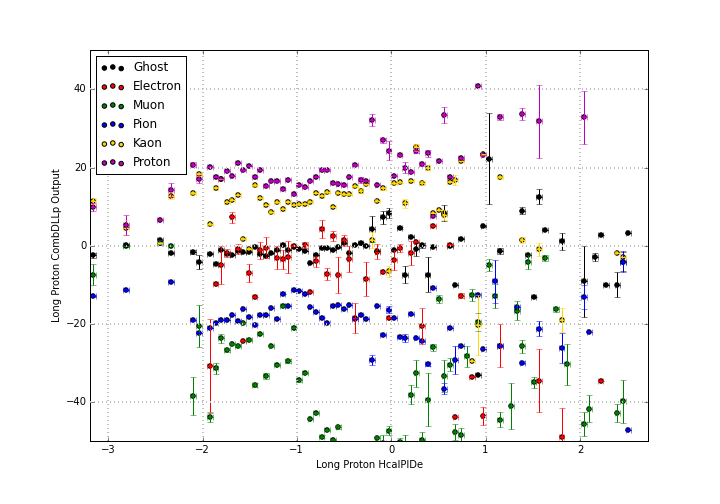 Ghost
Electron
Muon
Pion
Kaon
Proton
40
20
0
−20
−40
−3
−2
−1
0
1
2
Long Proton CombDLLp Output
Long Proton HcalPIDe